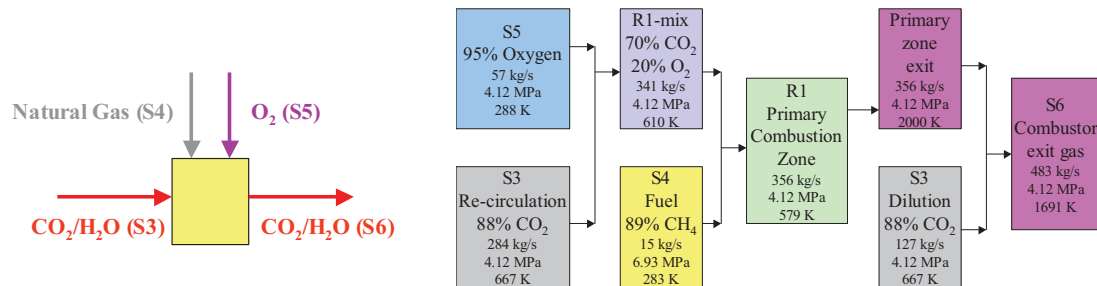 Natural Gas (S4)
O₂ (S5)
CO₂/H₂O (S3)
CO₂/H₂O (S6)
S5
95% Oxygen
57 kg/s
4.12 MPa
288 K
R1-mix
70% CO₂
20% O₂
341 kg/s
4.12 MPa
610 K
Primary
zone
exit
356 kg/s
4.12 MPa
2000 K
R1
Primary
Combustion
Zone
356 kg/s
4.12 MPa
579 K
S6
Combustor
exit gas
483 kg/s
4.12 MPa
1691 K
S3
Re-circulation
88% CO₂
284 kg/s
4.12 MPa
667 K
S4
Fuel
89% CH₄
15 kg/s
6.93 MPa
283 K
S3
Dilution
88% CO₂
127 kg/s
4.12 MPa
667 K